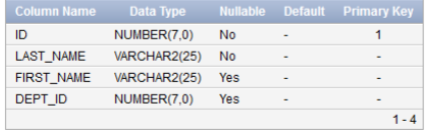 Column Name Data Type Nullable Default Primary Key
ID NUMBER(7,0) No - 1
LAST_NAME VARCHAR2(25) No - -
FIRST_NAME VARCHAR2(25) Yes - -
DEPT_ID NUMBER(7,0) Yes - -
1 - 4